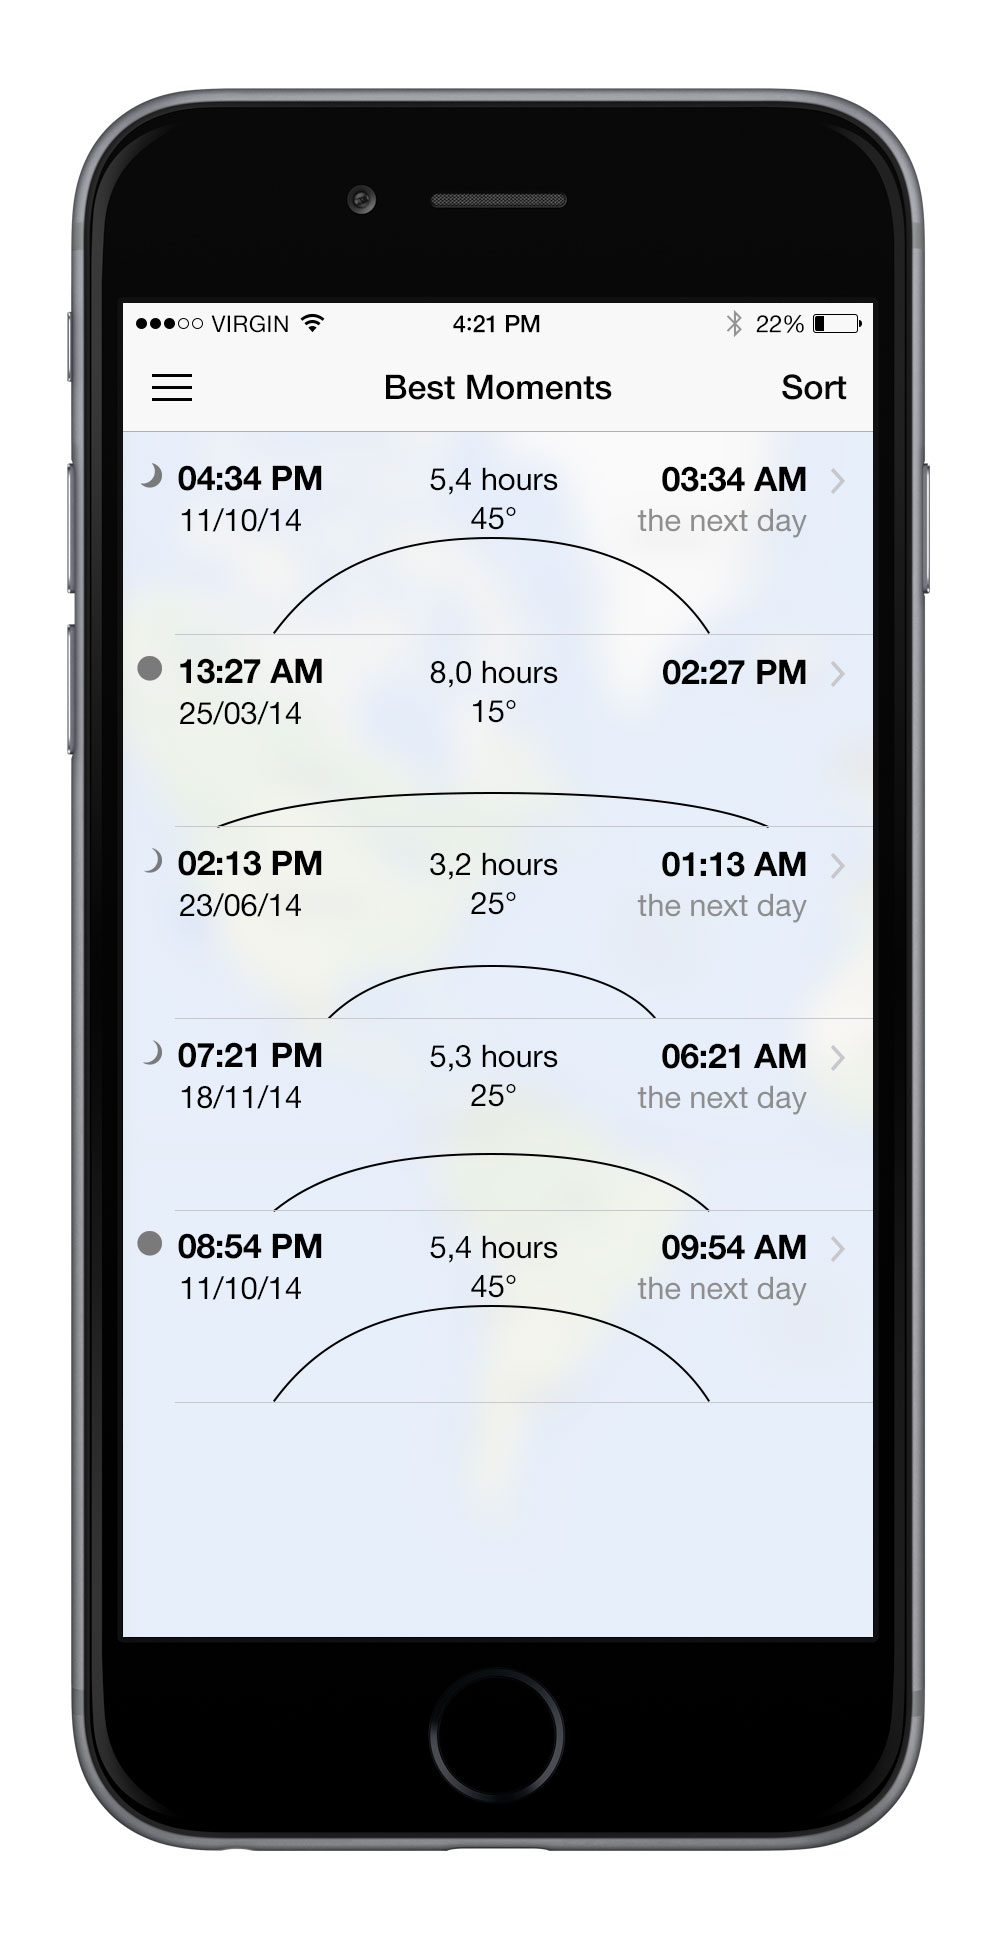 VIRGIN 4:21 PM 22%
Best Moments Sort
04:34 PM 5,4 hours 03:34 AM
11/10/14 45° the next day
13:27 AM 8,0 hours 02:27 PM
25/03/14 15°
02:13 PM 3,2 hours 01:13 AM
23/06/14 25° the next day
07:21 PM 5,3 hours 06:21 AM
18/11/14 25° the next day
08:54 PM 5,4 hours 09:54 AM
11/10/14 45° the next day